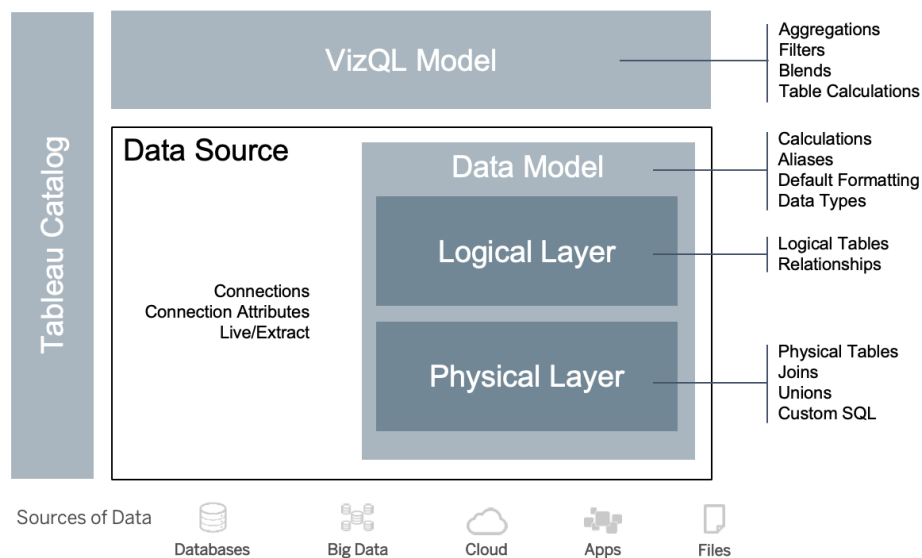 Tableau Catalog
VizQL Model
Aggregations
Filters
Blends
Table Calculations
Data Source
Connections
Connection Attributes
Live/Extract
Data Model
Calculations
Aliases
Default Formatting
Data Types
Logical Layer
Logical Tables
Relationships
Physical Layer
Physical Tables
Joins
Unions
Custom SQL
Sources of Data
Databases
Big Data
Cloud
Apps
Files